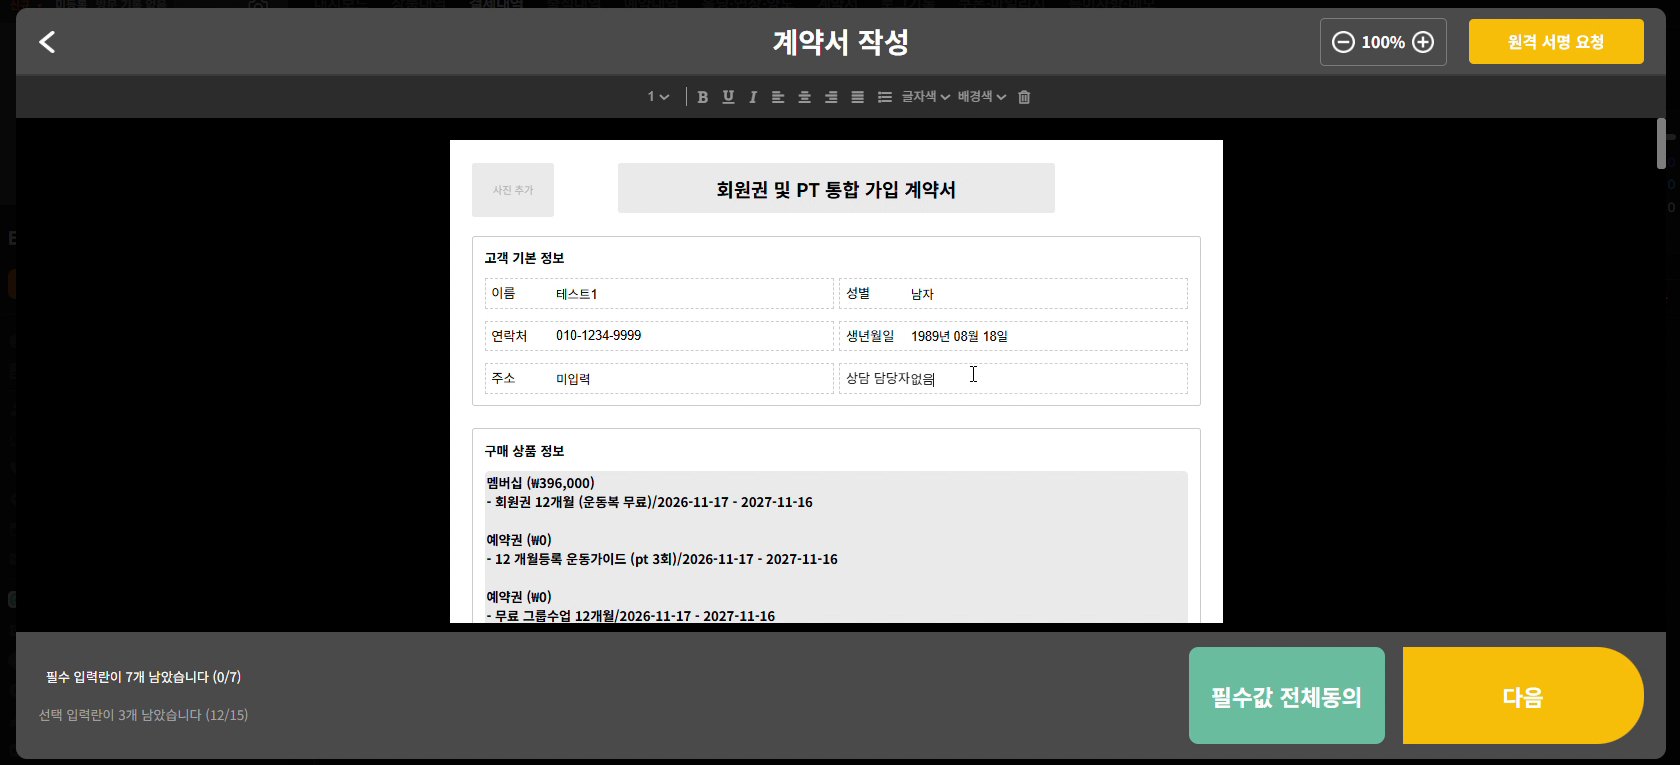 계약서 작성
100%
원격 서명 요청
1
B U I 글자색 배경색
사진 추가
회원권 및 PT 통합 가입 계약서
고객 기본 정보
이름 테스트1
성별 남자
연락처 010-1234-9999
생년월일 1989년 08월 18일
주소 미입력
상담 담당자 없음
구매 상품 정보
멤버십 (₩396,000)
- 회원권 12개월 (운동복 무료)/2026-11-17 - 2027-11-16
예약권 (₩0)
- 12 개월등록 운동가이드 (pt 3회)/2026-11-17 - 2027-11-16
예약권 (₩0)
- 무료 그룹수업 12개월/2026-11-17 - 2027-11-16
필수 입력란이 7개 남았습니다 (0/7)
선택 입력란이 3개 남았습니다 (12/15)
필수값 전체동의
다음